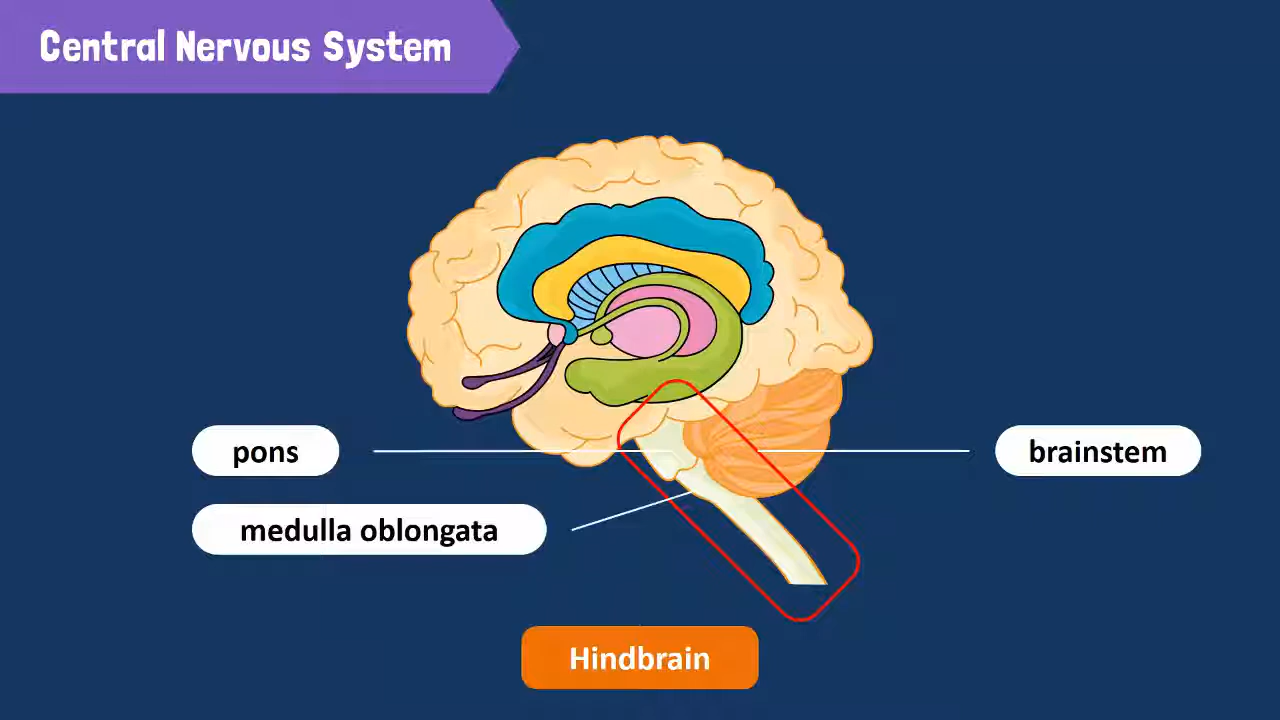 Central Nervous System
pons
brainstem
medulla oblongata
Hindbrain